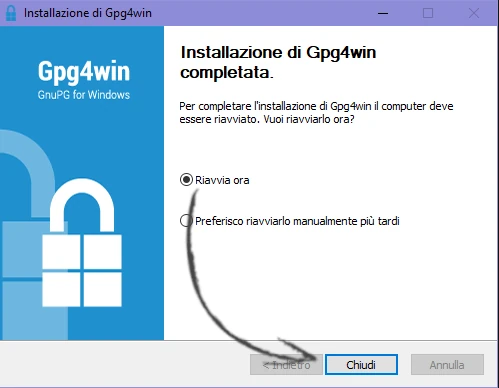 Installazione di Gpg4win
Gpg4win
GnuPG for Windows
Installazione di Gpg4win
completata.
Per completare l'installazione di Gpg4win il computer deve
essere riavviato. Vuoi riavviarlo ora?
Riavvia ora
Preferisco riavviarlo manualmente più tardi
< Indietro
Chiudi
Annulla